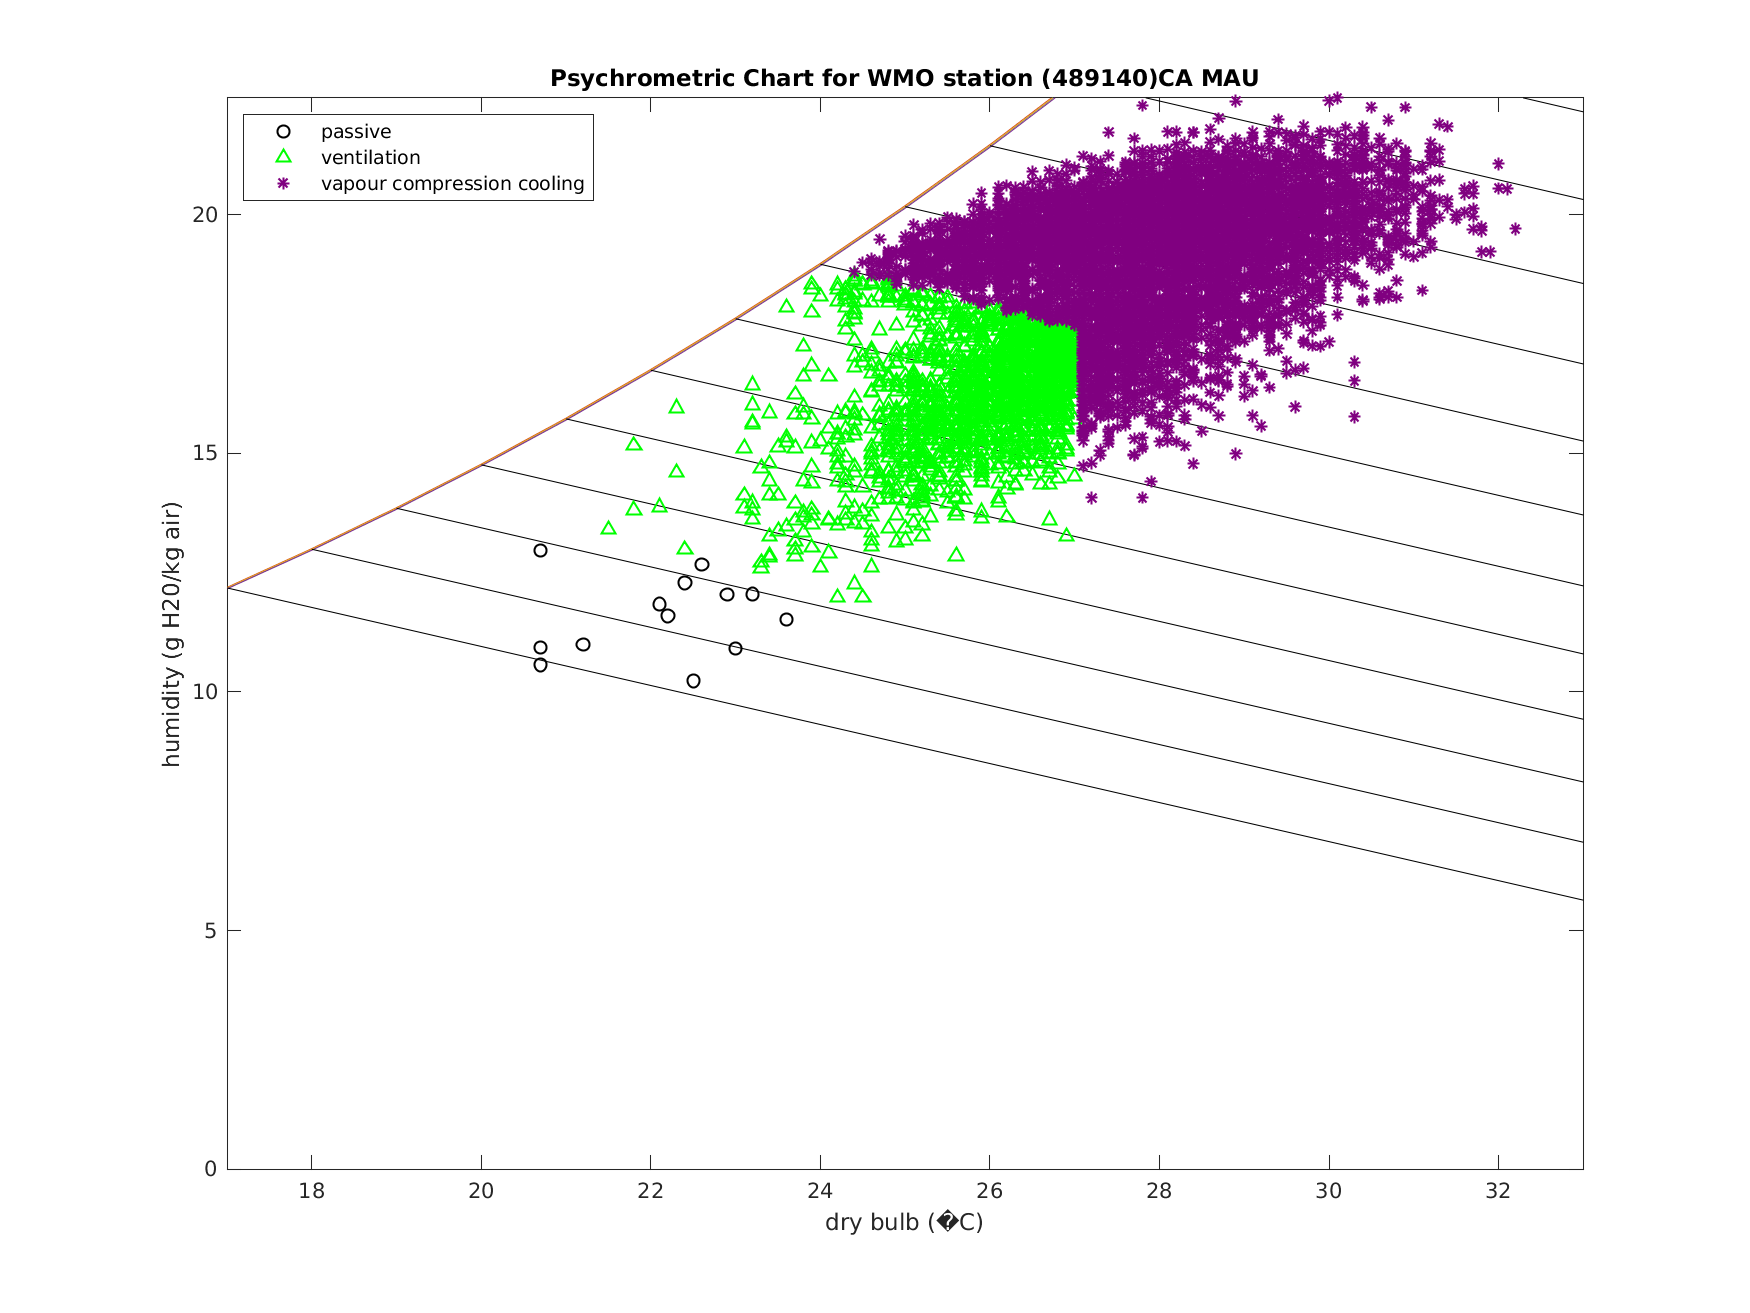 Psychrometric Chart for WMO station (489140)CA MAU
passive
ventilation
vapour compression cooling
humidity (g H20/kg air)
20
15
10
5
0
18 20 22 24 26 28 30 32
dry bulb (�C)